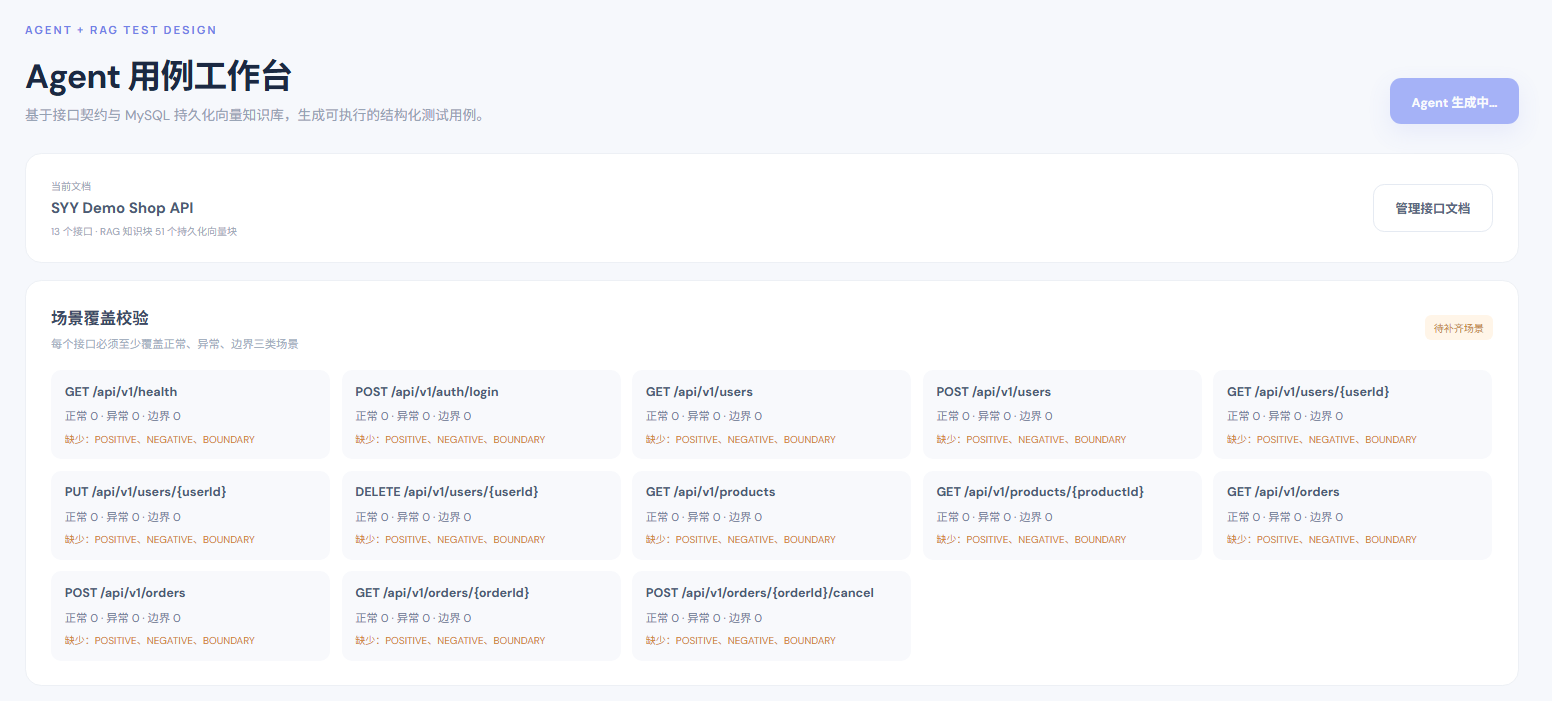 AGENT + RAG TEST DESIGN
Agent 用例工作台
基于接口契约与 MySQL 持久化向量知识库，生成可执行的结构化测试用例。
Agent 生成中...
当前文档
SYY Demo Shop API
13 个接口 · RAG 知识块 51 个持久化向量块
管理接口文档
场景覆盖校验
每个接口必须至少覆盖正常、异常、边界三类场景
待补齐场景
GET /api/v1/health
正常 0 · 异常 0 · 边界 0
缺少：POSITIVE、NEGATIVE、BOUNDARY
POST /api/v1/auth/login
正常 0 · 异常 0 · 边界 0
缺少：POSITIVE、NEGATIVE、BOUNDARY
GET /api/v1/users
正常 0 · 异常 0 · 边界 0
缺少：POSITIVE、NEGATIVE、BOUNDARY
POST /api/v1/users
正常 0 · 异常 0 · 边界 0
缺少：POSITIVE、NEGATIVE、BOUNDARY
GET /api/v1/users/{userId}
正常 0 · 异常 0 · 边界 0
缺少：POSITIVE、NEGATIVE、BOUNDARY
PUT /api/v1/users/{userId}
正常 0 · 异常 0 · 边界 0
缺少：POSITIVE、NEGATIVE、BOUNDARY
DELETE /api/v1/users/{userId}
正常 0 · 异常 0 · 边界 0
缺少：POSITIVE、NEGATIVE、BOUNDARY
GET /api/v1/products
正常 0 · 异常 0 · 边界 0
缺少：POSITIVE、NEGATIVE、BOUNDARY
GET /api/v1/products/{productId}
正常 0 · 异常 0 · 边界 0
缺少：POSITIVE、NEGATIVE、BOUNDARY
GET /api/v1/orders
正常 0 · 异常 0 · 边界 0
缺少：POSITIVE、NEGATIVE、BOUNDARY
POST /api/v1/orders
正常 0 · 异常 0 · 边界 0
缺少：POSITIVE、NEGATIVE、BOUNDARY
GET /api/v1/orders/{orderId}
正常 0 · 异常 0 · 边界 0
缺少：POSITIVE、NEGATIVE、BOUNDARY
POST /api/v1/orders/{orderId}/cancel
正常 0 · 异常 0 · 边界 0
缺少：POSITIVE、NEGATIVE、BOUNDARY